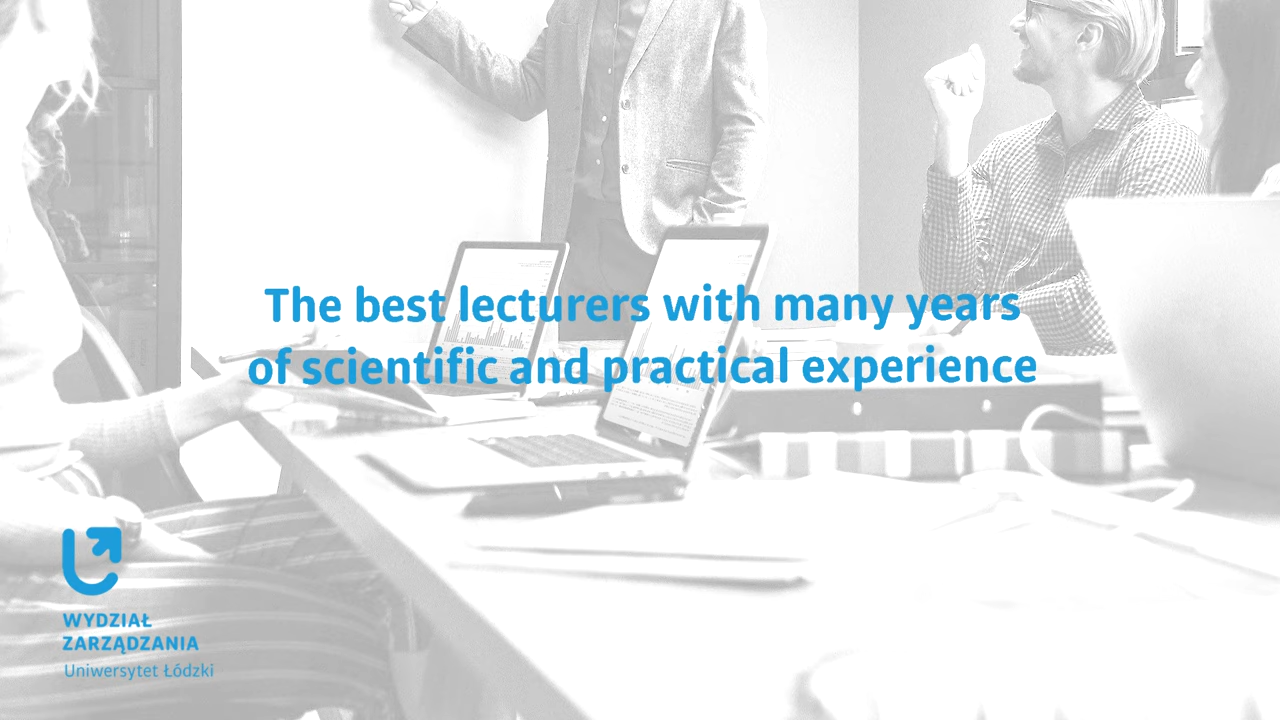 The best lecturers with many years
of scientific and practical experience
WYDZIAŁ
ZARZĄDZANIA
Uniwersytet Łódzki